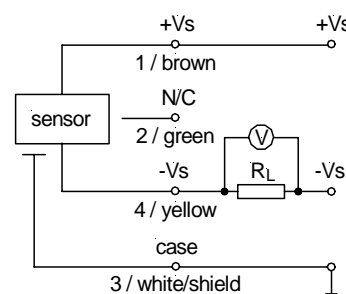 +Vs +Vs
1 / brown
N/C
sensor
2 / green
V
-Vs RL -Vs
4 / yellow
case
3 / white/shield